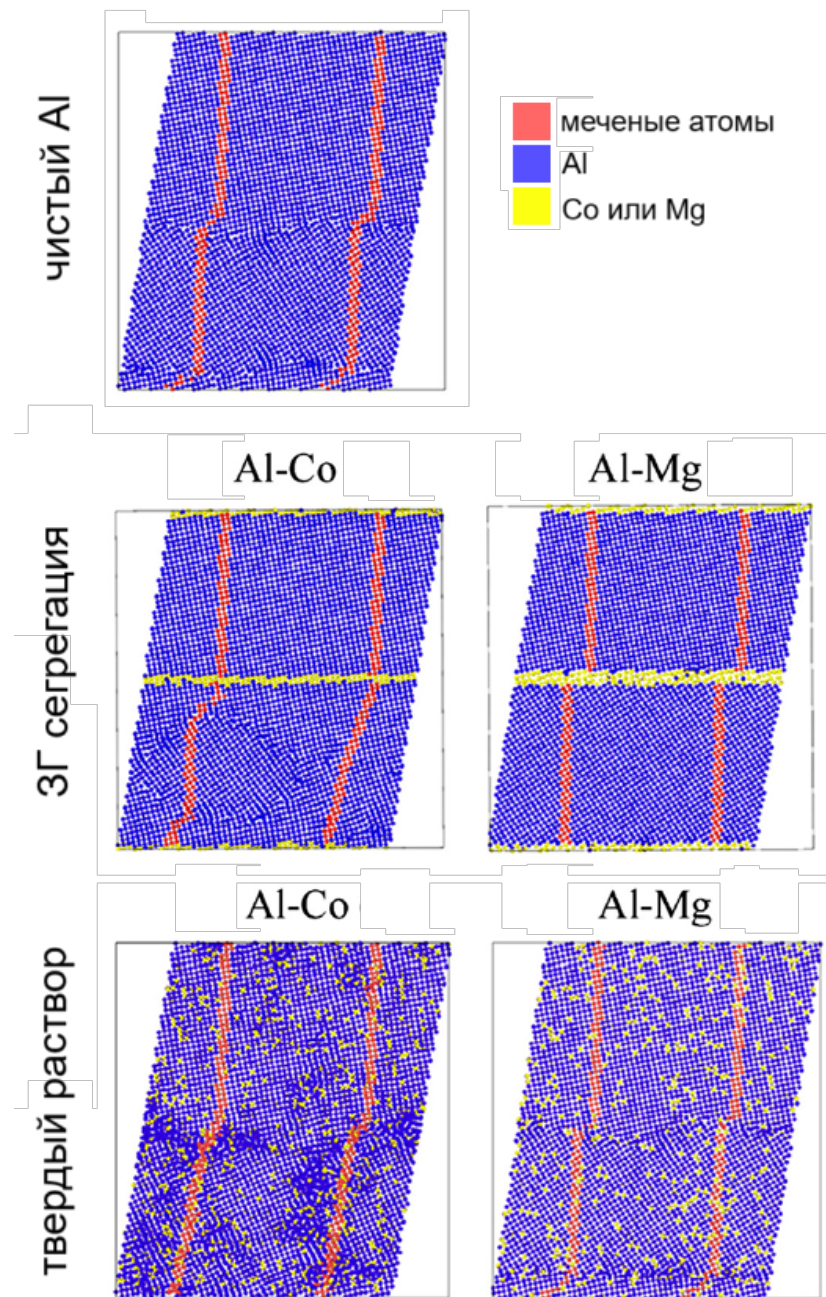 чистый Al
меченые атомы
Al
Co или Mg
ЗГ сегрегация
Al-Co
Al-Mg
твердый раствор
Al-Co
Al-Mg